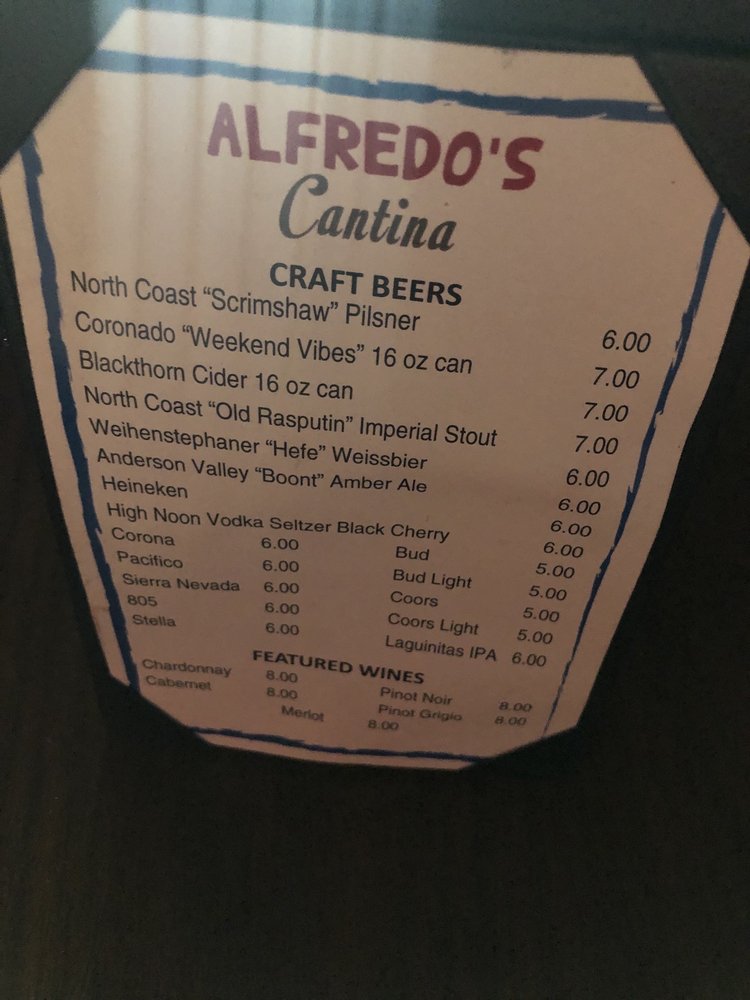 ALFREDO'S
Cantina
CRAFT BEERS
North Coast “Scrimshaw” Pilsner 6.00
Coronado “Weekend Vibes” 16 oz can 7.00
Blackthorn Cider 16 oz can 7.00
North Coast “Old Rasputin” Imperial Stout 7.00
Weihenstephaner “Hefe” Weissbier 6.00
Anderson Valley “Boont” Amber Ale 6.00
Heineken 6.00
High Noon Vodka Seltzer Black Cherry 6.00
Corona 6.00 Bud 5.00
Pacifico 6.00 Bud Light 5.00
Sierra Nevada 6.00 Coors 5.00
805 6.00 Coors Light 5.00
Stella 6.00 Laguinitas IPA 6.00
FEATURED WINES
Chardonnay 8.00 Pinot Noir 8.00
Cabernet 8.00 Pinot Grigio 8.00
Merlot 8.00